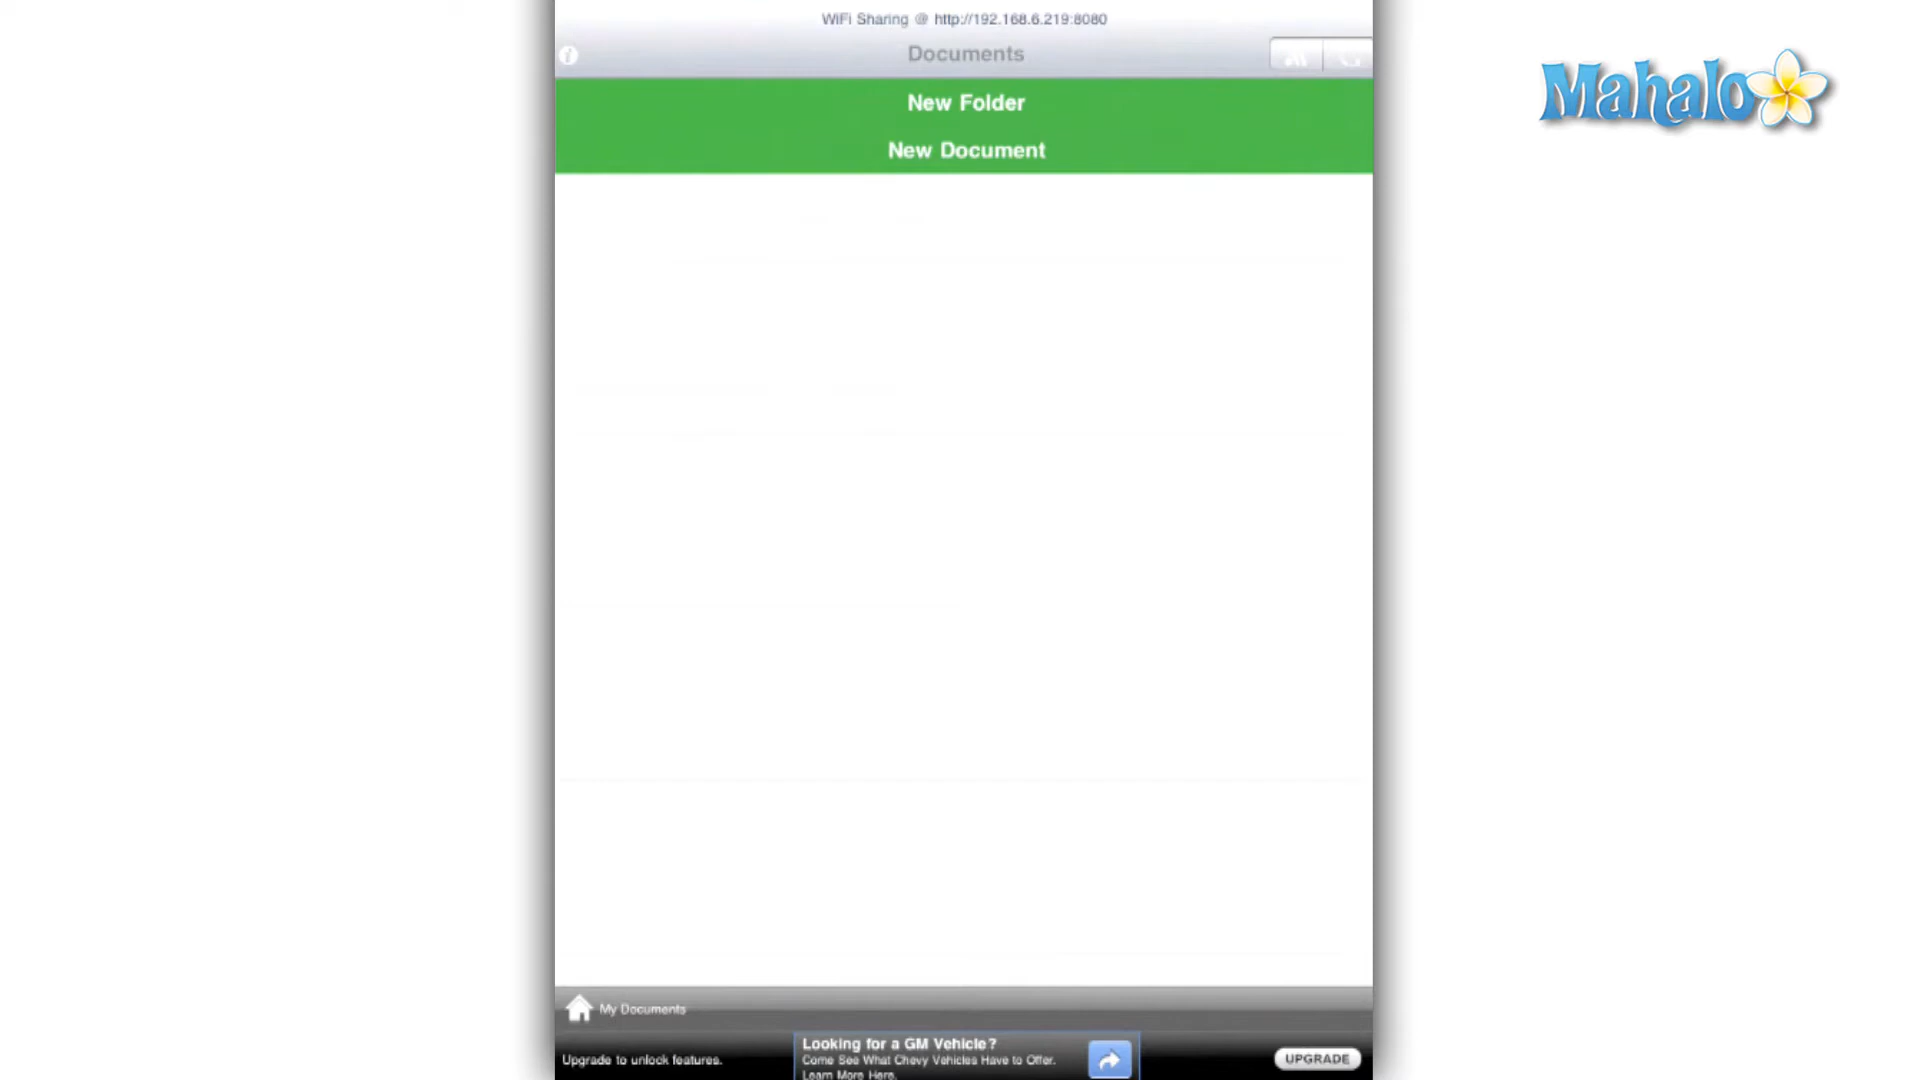 WiFi Sharing @ http://192.168.6.219:8080
Documents
Mahalo
New Folder
New Document
My Documents
Upgrade to unlock features.
Looking for a GM Vehicle?
Come See What Chevy Vehicles Have to Offer.
Learn More Here.
UPGRADE